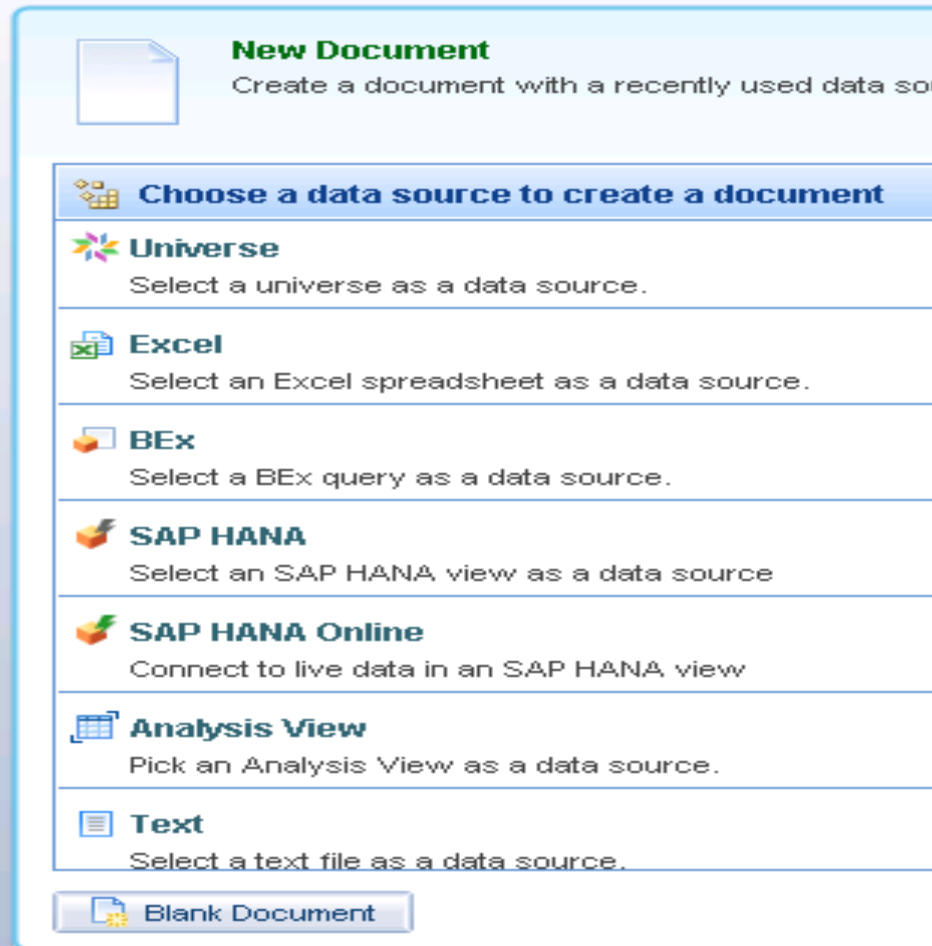 New Document
Create a document with a recently used data
Choose a data source to create a document
Universe
Select a universe as a data source.
Excel
Select an Excel spreadsheet as a data source.
BEx
Select a BEx query as a data source.
SAP HANA
Select an SAP HANA view as a data source
SAP HANA Online
Connect to live data in an SAP HANA view
Analysis View
Pick an Analysis View as a data source.
Text
Select a text file as a data source.
Blank Document